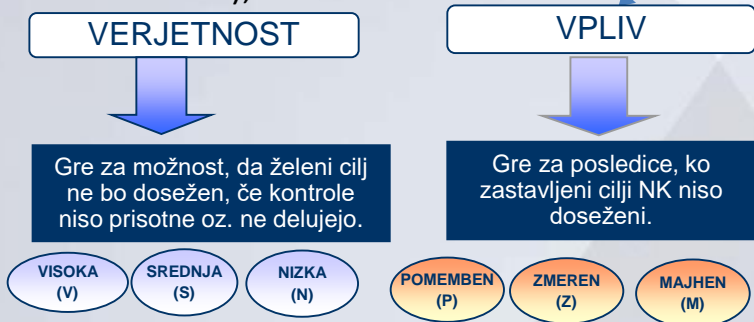 VERJETNOST
Gre za možnost, da želeni cilj
ne bo dosežen, če kontrole
niso prisotne oz. ne delujejo.
VISOKA
(V)
SREDNJA
(S)
NIZKA
(N)
VPLIV
Gre za posledice, ko
zastavljeni cilji NK niso
doseženi.
POMEMBEN
(P)
ZMEREN
(Z)
MAJHEN
(M)